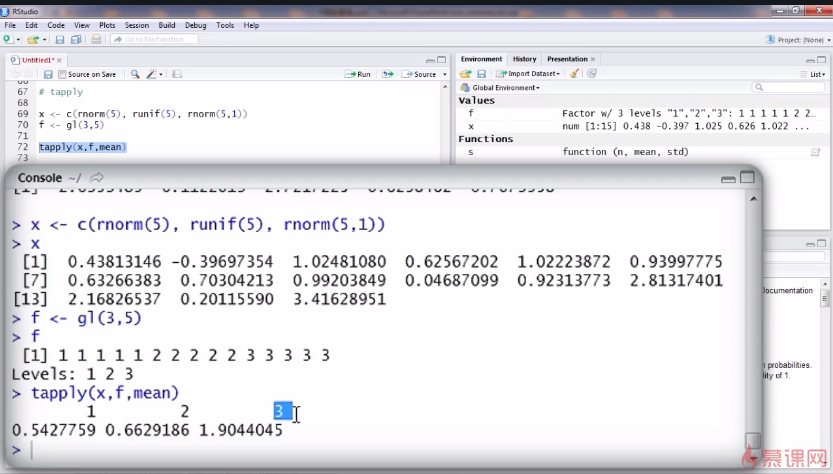 RStudio
File Edit Code View Plots Session Build Debug Tools Help
Go to file/function
Project: (None)
Untitled1*
Source on Save
Run
Source
67 # tapply
68
69 x <- c(rnorm(5), runif(5), rnorm(5,1))
70 f <- gl(3,5)
71
72 tapply(x,f,mean)
73
Environment History Presentation
Import Dataset
List
Global Environment
Values
f Factor w/ 3 levels "1","2","3": 1 1 1 1 1 2 2...
x num [1:15] 0.438 -0.397 1.025 0.626 1.022 ...
Functions
s function (n, mean, std)
Console ~/
> x <- c(rnorm(5), runif(5), rnorm(5,1))
> x
[1] 0.43813146 -0.39697354 1.02481080 0.62567202 1.02223872 0.93997775
[7] 0.63266383 0.70304213 0.99203849 0.04687099 0.92313773 2.81317401
[13] 2.16826537 0.20115590 3.41628951
> f <- gl(3,5)
> f
[1] 1 1 1 1 1 2 2 2 2 2 3 3 3 3 3
Levels: 1 2 3
> tapply(x,f,mean)
1 2 3
0.5427759 0.6629186 1.9044045
>
Documentation
probabilities.
lity of 1.
慕课网